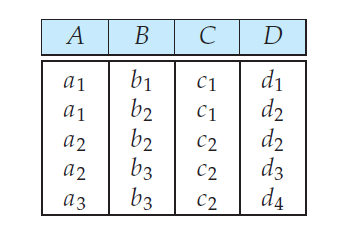 A B C D
a1 b1 c1 d1
a1 b2 c1 d2
a2 b2 c2 d2
a2 b3 c2 d3
a3 b3 c2 d4